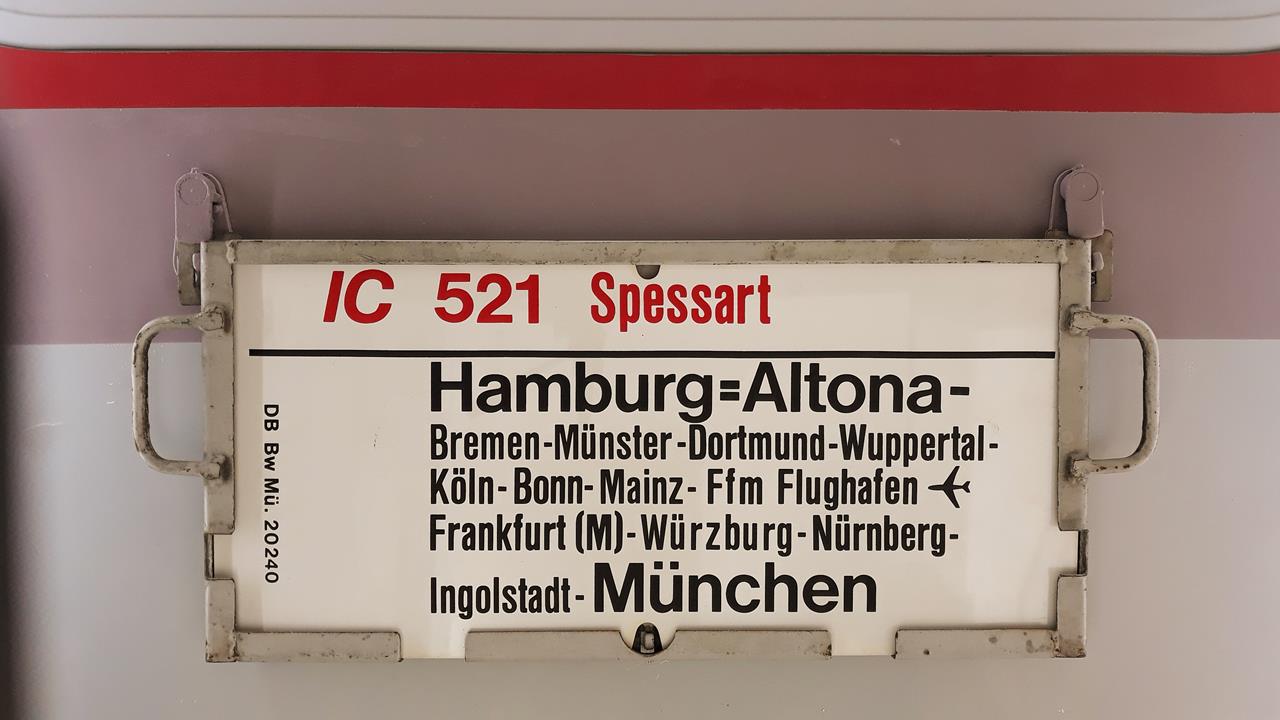 IC 521 Spessart
Hamburg=Altona-
Bremen-Münster-Dortmund-Wuppertal-
Köln-Bonn-Mainz-Ffm Flughafen
Frankfurt (M)-Würzburg-Nürnberg-
Ingolstadt-München
DB Bw Mü. 20240